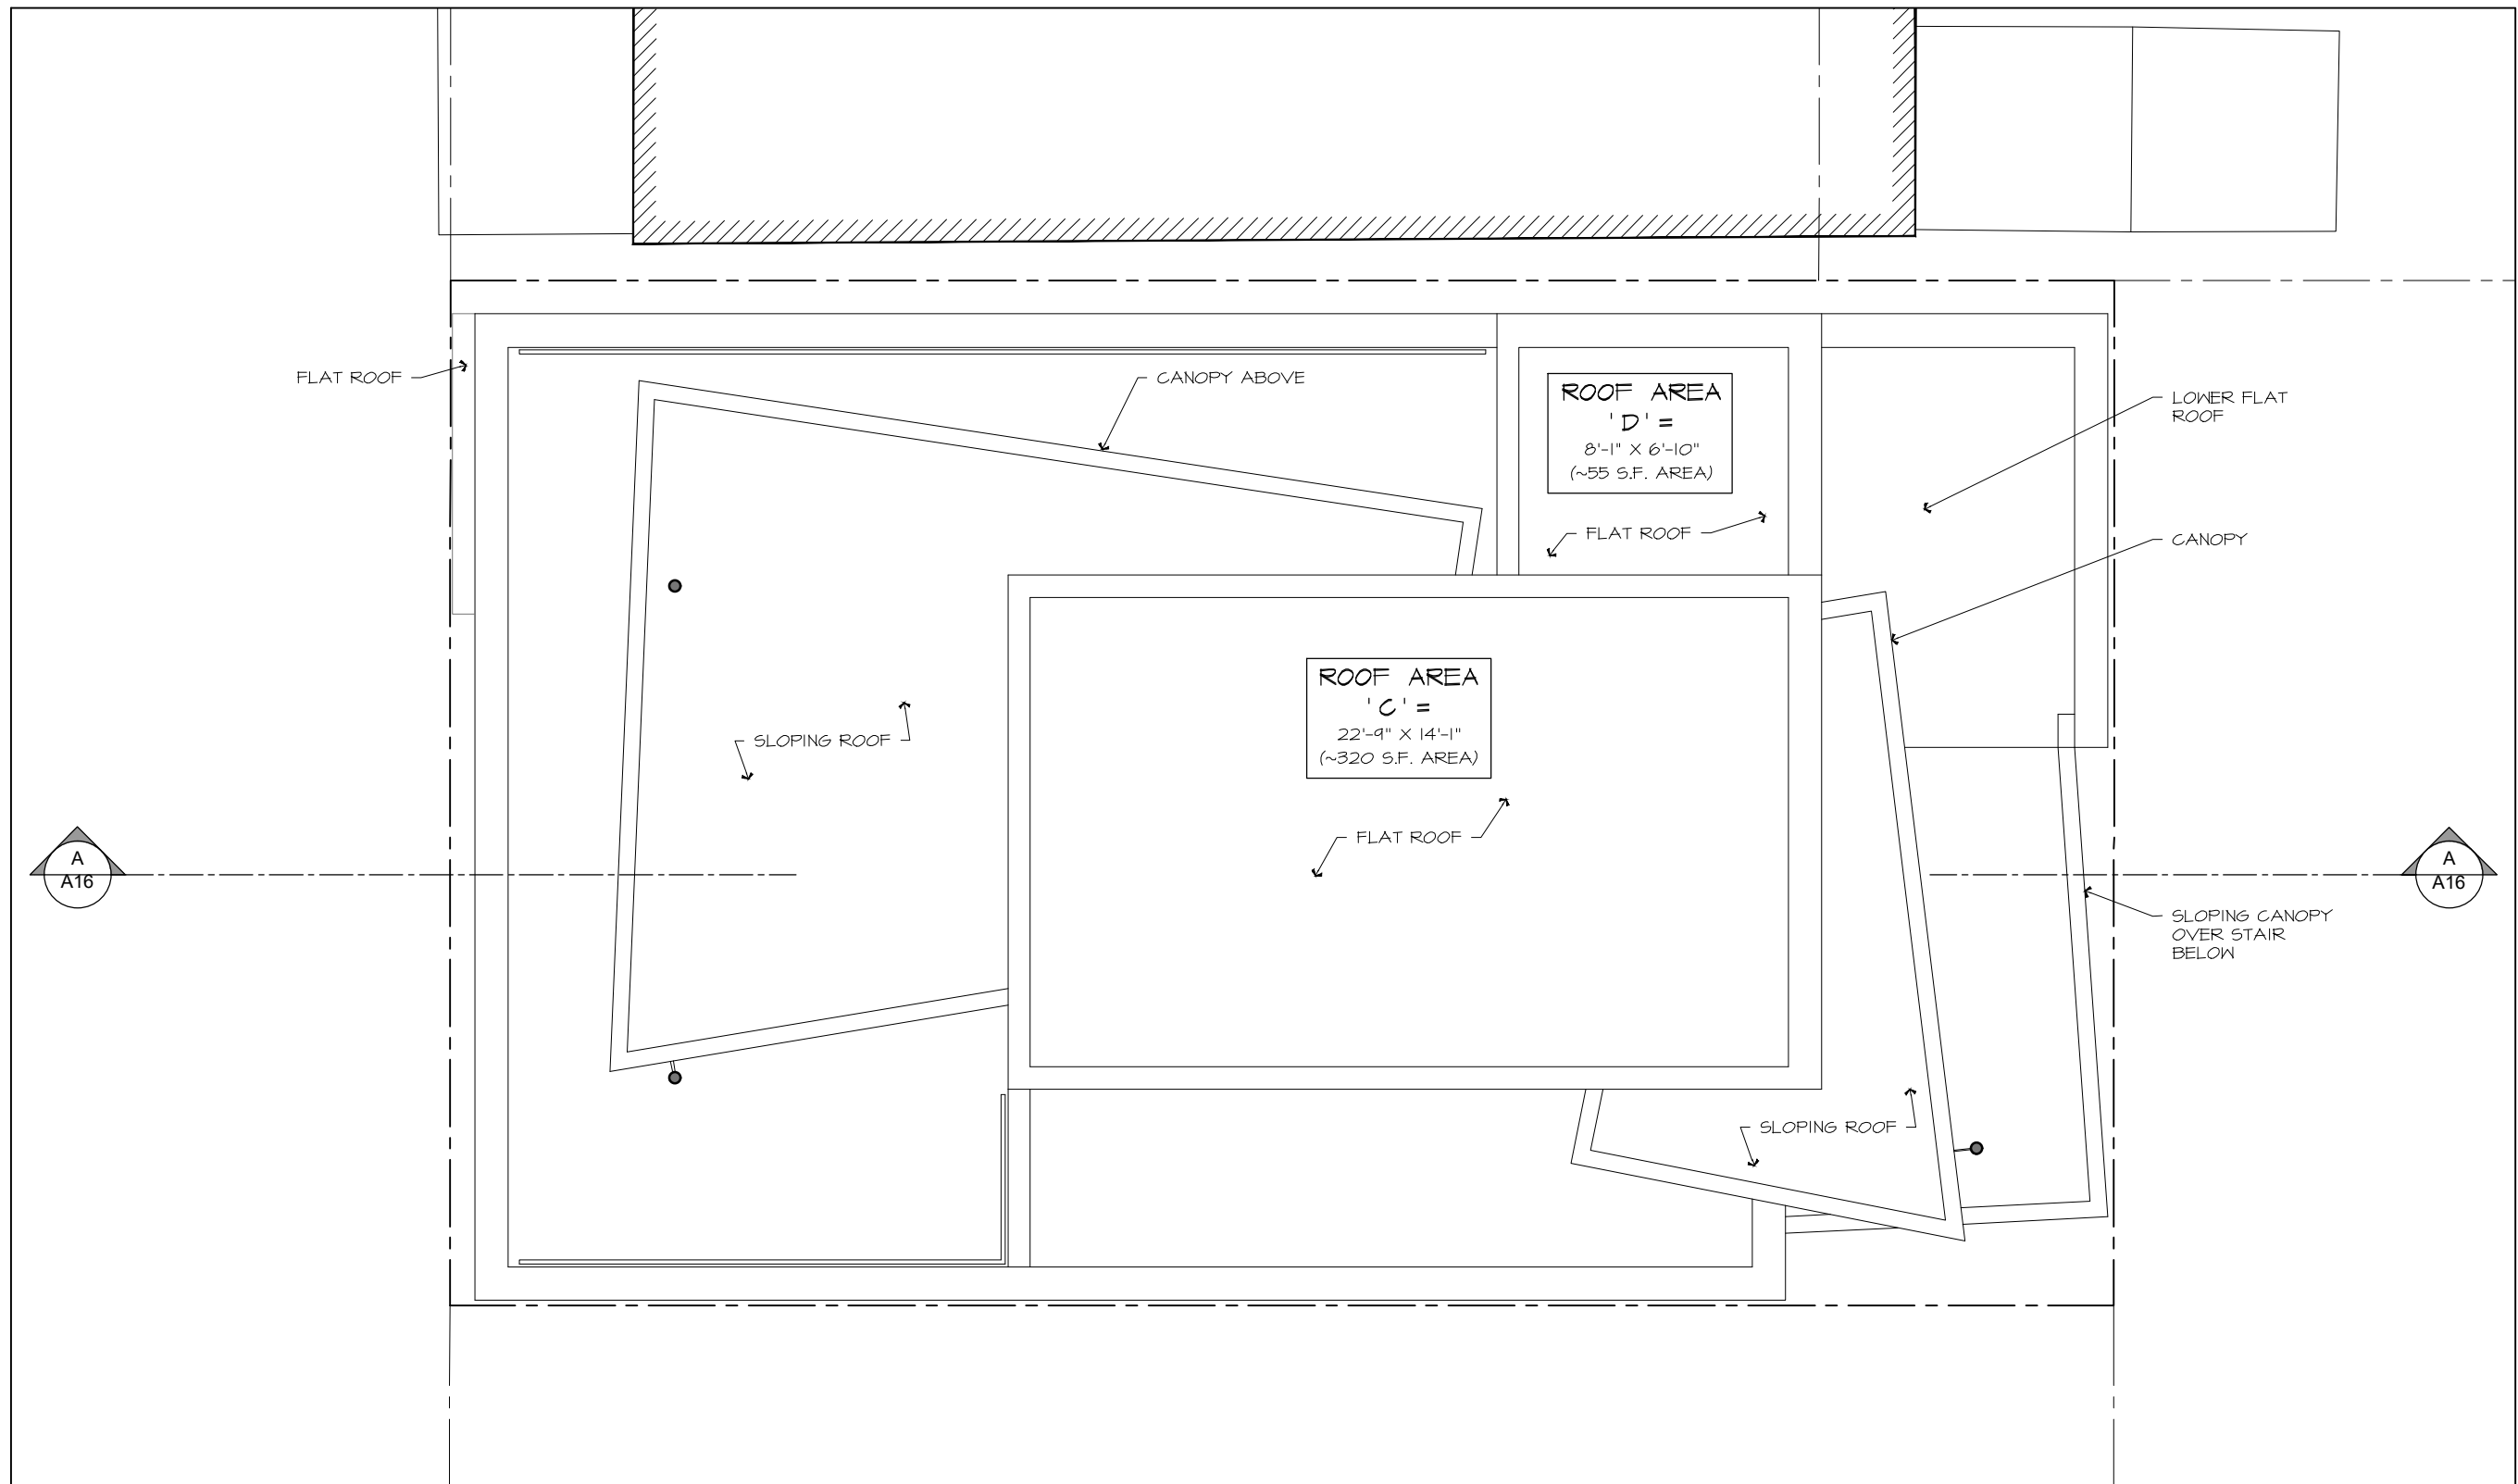 FLAT ROOF
CANOPY ABOVE
ROOF AREA
'D' =
8'-1" X 6'-10"
(~55 S.F. AREA)
LOWER FLAT
ROOF
FLAT ROOF
CANOPY
ROOF AREA
'C' =
22'-9" X 14'-1"
(~320 S.F. AREA)
SLOPING ROOF
FLAT ROOF
A
A16
A
A16
SLOPING CANOPY
OVER STAIR
BELOW
SLOPING ROOF